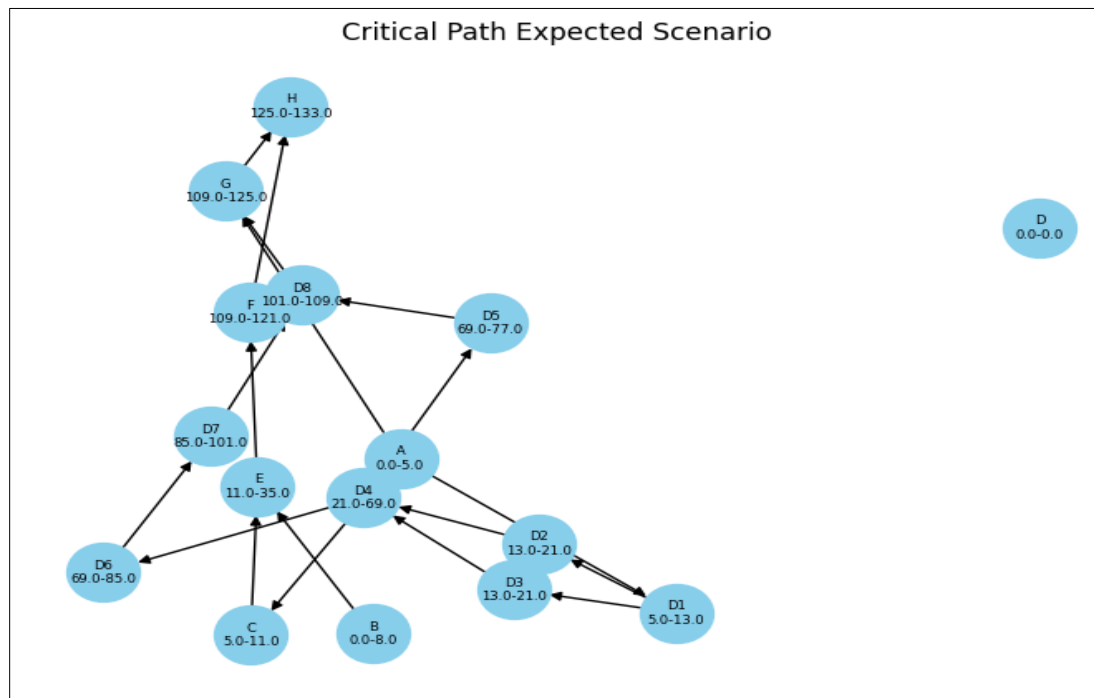 Critical Path Expected Scenario
H
125.0-133.0
G
109.0-125.0
D
0.0-0.0
D8
101.0-109.0
F
109.0-121.0
D5
69.0-77.0
D7
85.0-101.0
A
0.0-5.0
E
11.0-35.0
D4
21.0-69.0
D2
13.0-21.0
D6
69.0-85.0
D3
13.0-21.0
D1
5.0-13.0
C
5.0-11.0
B
0.0-8.0